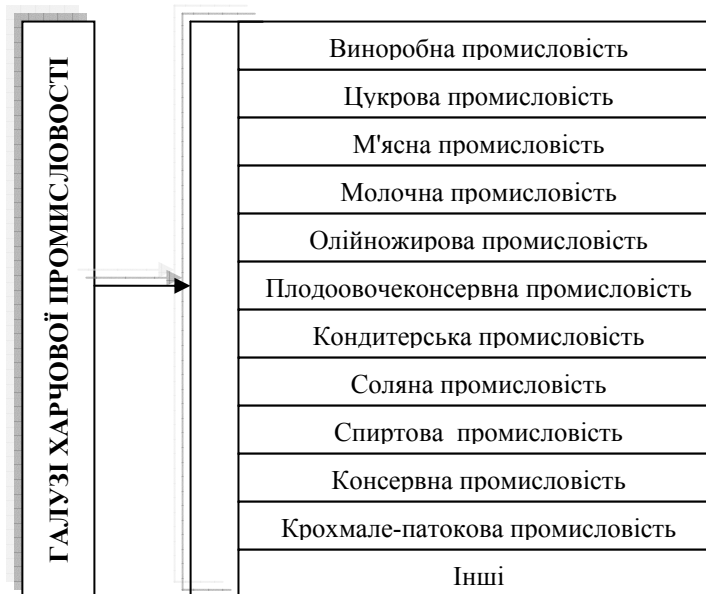 ГАЛУЗІ ХАРЧОВОЇ ПРОМИСЛОВОСТІ
Виноробна промисловість
Цукрова промисловість
М'ясна промисловість
Молочна промисловість
Олійножирова промисловість
Плодоовочеконсервна промисловість
Кондитерська промисловість
Соляна промисловість
Спиртова  промисловість
Консервна промисловість
Крохмале-патокова промисловість
Інші